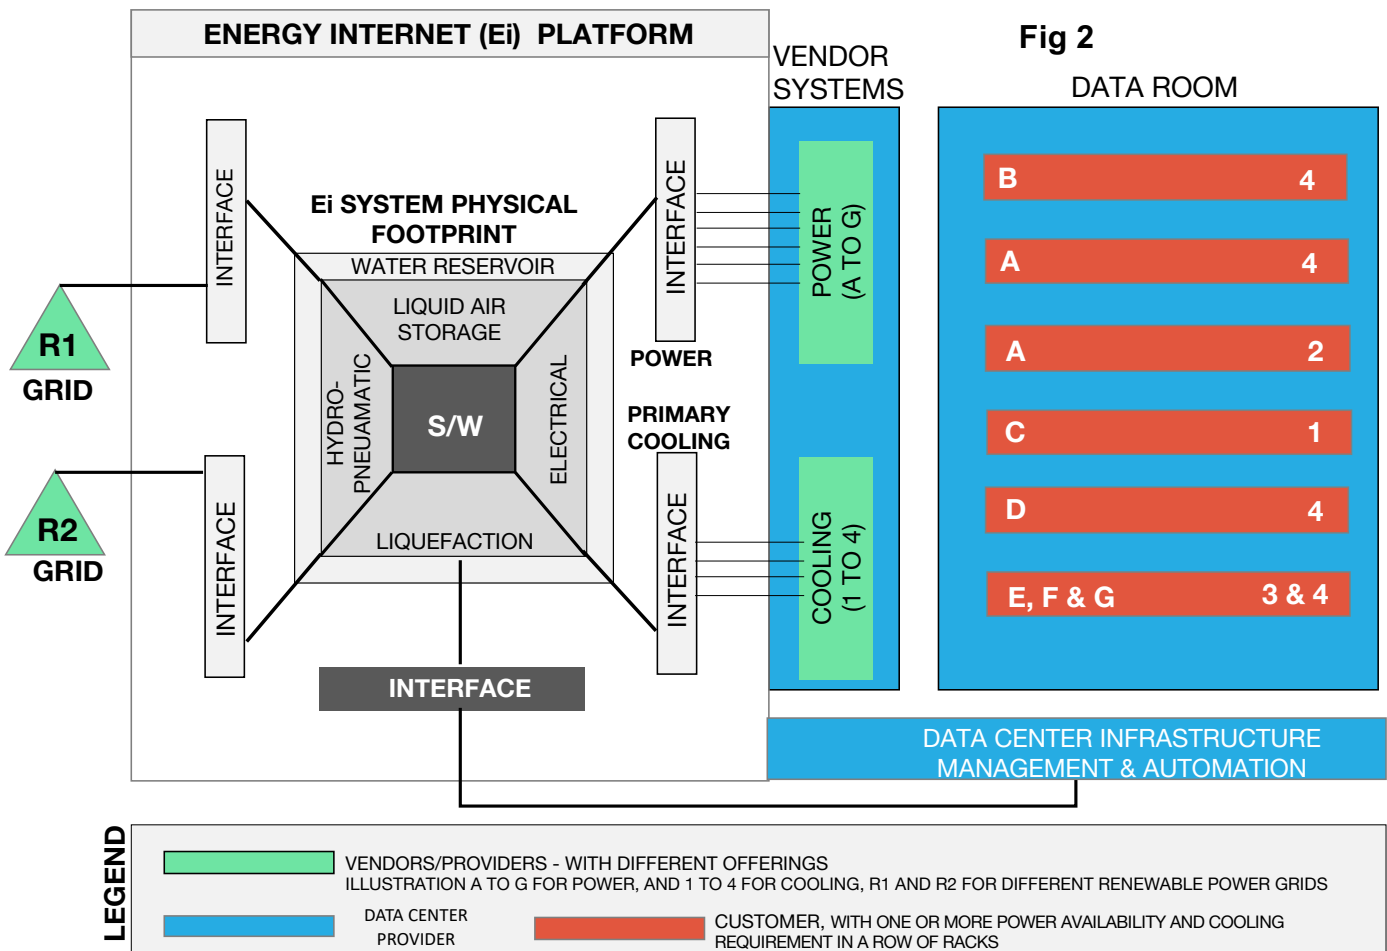 ENERGY INTERNET (Ei) PLATFORM
Fig 2
VENDOR
SYSTEMS
DATA ROOM
INTERFACE
INTERFACE
Ei SYSTEM PHYSICAL
FOOTPRINT
WATER RESERVOIR
LIQUID AIR
STORAGE
HYDRO-
PNEUAMATIC
S/W
ELECTRICAL
LIQUEFACTION
R1
GRID
R2
GRID
INTERFACE
INTERFACE
POWER
PRIMARY
COOLING
INTERFACE
POWER
(A TO G)
COOLING
(1 TO 4)
B 4
A 4
A 2
C 1
D 4
E, F & G 3 & 4
DATA CENTER INFRASTRUCTURE
MANAGEMENT & AUTOMATION
LEGEND
VENDORS/PROVIDERS - WITH DIFFERENT OFFERINGS
ILLUSTRATION A TO G FOR POWER, AND 1 TO 4 FOR COOLING, R1 AND R2 FOR DIFFERENT RENEWABLE POWER GRIDS
DATA CENTER
PROVIDER
CUSTOMER, WITH ONE OR MORE POWER AVAILABILITY AND COOLING
REQUIREMENT IN A ROW OF RACKS